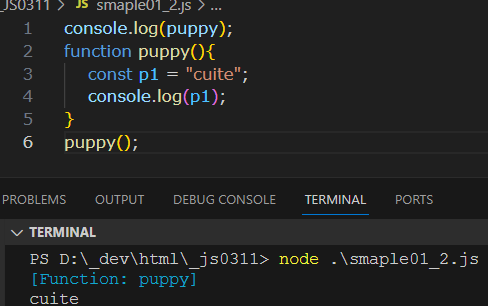 _JS0311 > JS smaple01_2.js > ...
1 console.log(puppy);
2 function puppy(){
3 const p1 = "cuite";
4 console.log(p1);
5 }
6 puppy();
PROBLEMS OUTPUT DEBUG CONSOLE TERMINAL PORTS
TERMINAL
PS D:\_dev\html\_js0311> node .\smaple01_2.js
[Function: puppy]
cuite